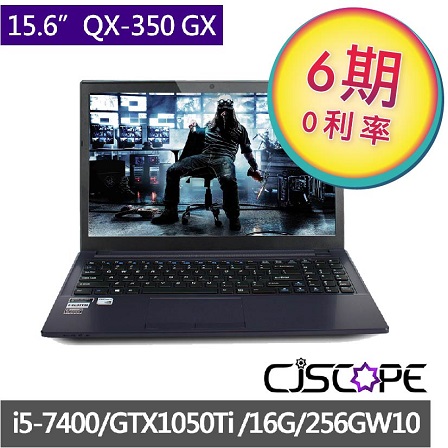 15.6” QX-350 GX
6期
0利率
CJSCOPE
i5-7400/GTX1050Ti /16G/256GW10